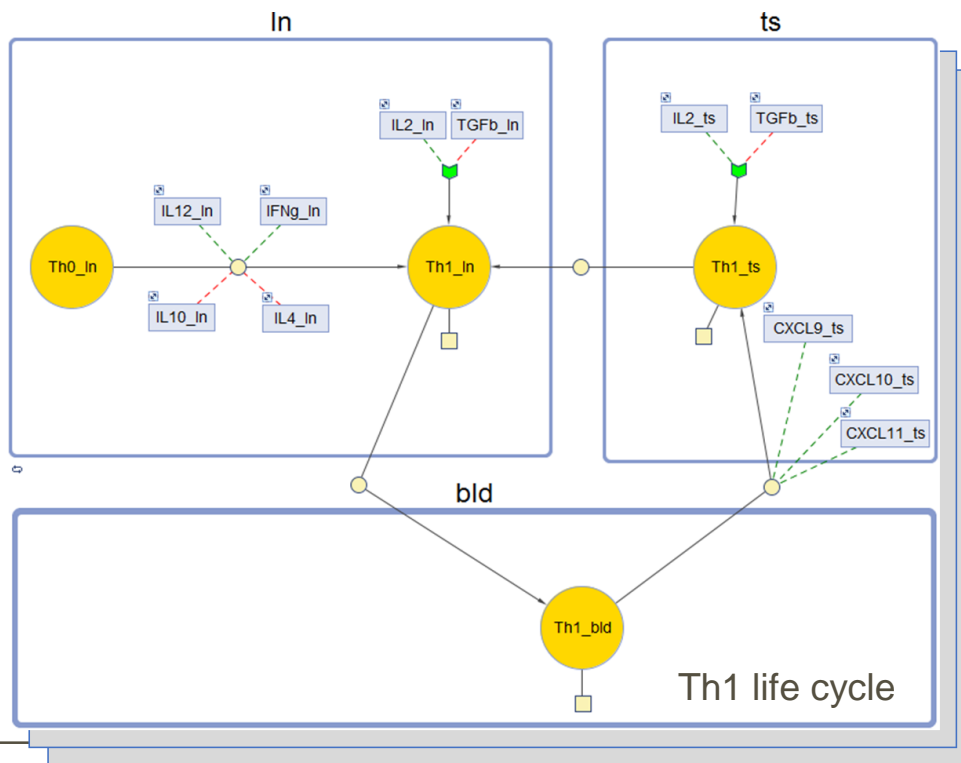 ln
ts
IL2_ln
TGFb_ln
IL2_ts
TGFb_ts
IL12_ln
IFNg_ln
Th0_ln
Th1_ln
Th1_ts
IL10_ln
IL4_ln
CXCL9_ts
CXCL10_ts
CXCL11_ts
bld
Th1_bld
Th1 life cycle